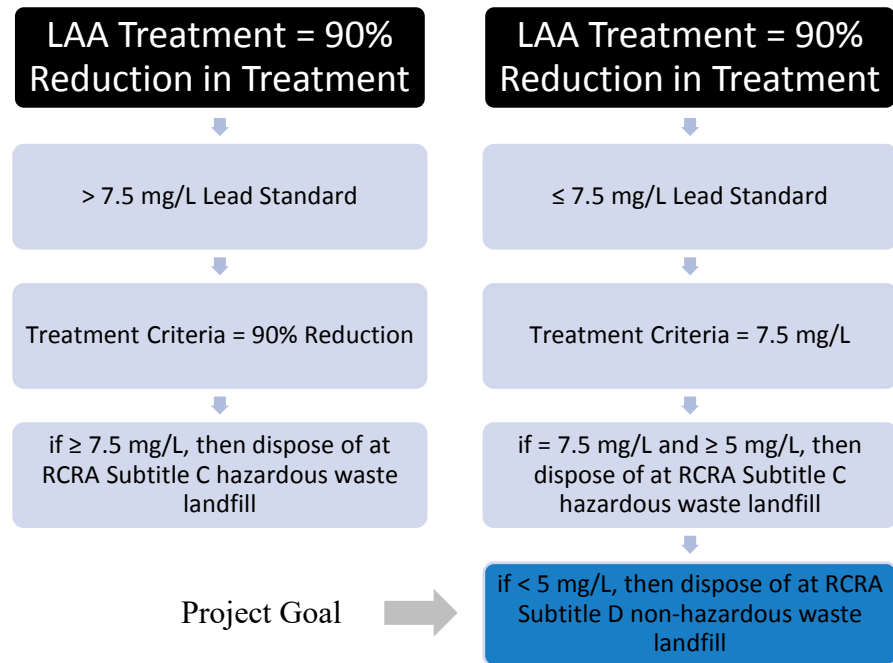 LAA Treatment = 90%
Reduction in Treatment
> 7.5 mg/L Lead Standard
Treatment Criteria = 90% Reduction
if ≥ 7.5 mg/L, then dispose of at
RCRA Subtitle C hazardous waste
landfill
LAA Treatment = 90%
Reduction in Treatment
≤ 7.5 mg/L Lead Standard
Treatment Criteria = 7.5 mg/L
if = 7.5 mg/L and ≥ 5 mg/L, then
dispose of at RCRA Subtitle C
hazardous waste landfill
Project Goal
if < 5 mg/L, then dispose of at RCRA
Subtitle D non-hazardous waste
landfill